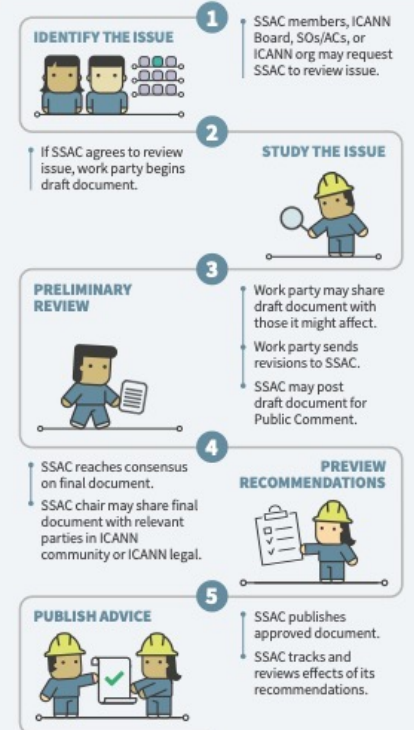 1
IDENTIFY THE ISSUE
SSAC members, ICANN
Board, SOs/ACs, or
ICANN org may request
SSAC to review issue.
2
STUDY THE ISSUE
If SSAC agrees to review
issue, work party begins
draft document.
3
PRELIMINARY
REVIEW
Work party may share
draft document with
those it might affect.
Work party sends
revisions to SSAC.
SSAC may post
draft document for
Public Comment.
4
PREVIEW
RECOMMENDATIONS
SSAC reaches consensus
on final document.
SSAC chair may share final
document with relevant
parties in ICANN
community or ICANN legal.
5
PUBLISH ADVICE
SSAC publishes
approved document.
SSAC tracks and
reviews effects of its
recommendations.